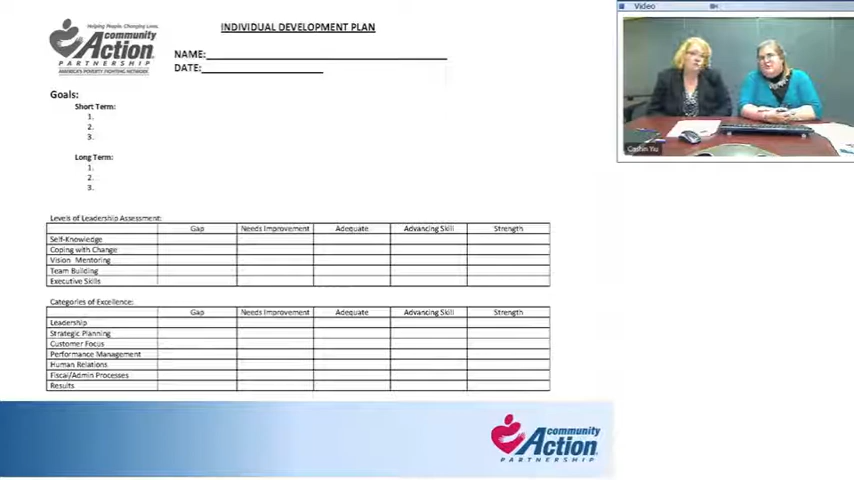 Helping People. Changing Lives.
community
Action
PARTNERSHIP
AMERICA'S POVERTY FIGHTING NETWORK
INDIVIDUAL DEVELOPMENT PLAN
NAME:
DATE:
Goals:
Short Term:
1.
2.
3.
Long Term:
1.
2.
3.
Levels of Leadership Assessment:
Gap Needs Improvement Adequate Advancing Skill Strength
Self-Knowledge
Coping with Change
Vision Mentoring
Team Building
Executive Skills
Categories of Excellence:
Gap Needs Improvement Adequate Advancing Skill Strength
Leadership
Strategic Planning
Customer Focus
Performance Management
Human Relations
Fiscal/Admin Processes
Results
community
Action
PARTNERSHIP
Video
Cashin Yiu